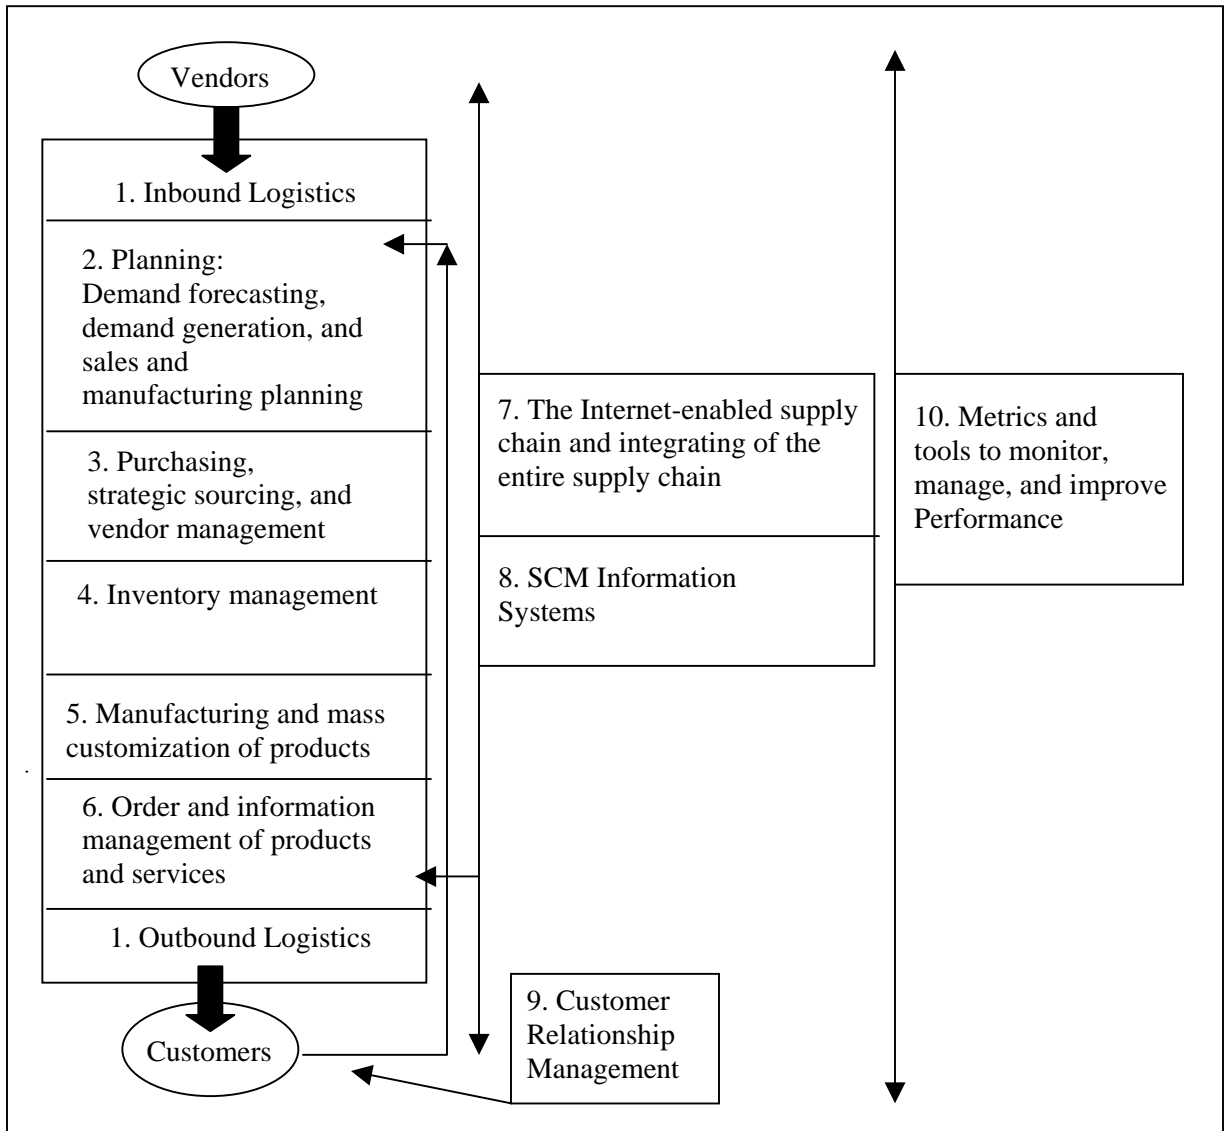 Vendors
1. Inbound Logistics
2. Planning:
Demand forecasting,
demand generation, and
sales and
manufacturing planning
3. Purchasing,
strategic sourcing, and
vendor management
4. Inventory management
5. Manufacturing and mass
customization of products
6. Order and information
management of products
and services
1. Outbound Logistics
Customers
7. The Internet-enabled supply
chain and integrating of the
entire supply chain
8. SCM Information
Systems
9. Customer
Relationship
Management
10. Metrics and
tools to monitor,
manage, and improve
Performance